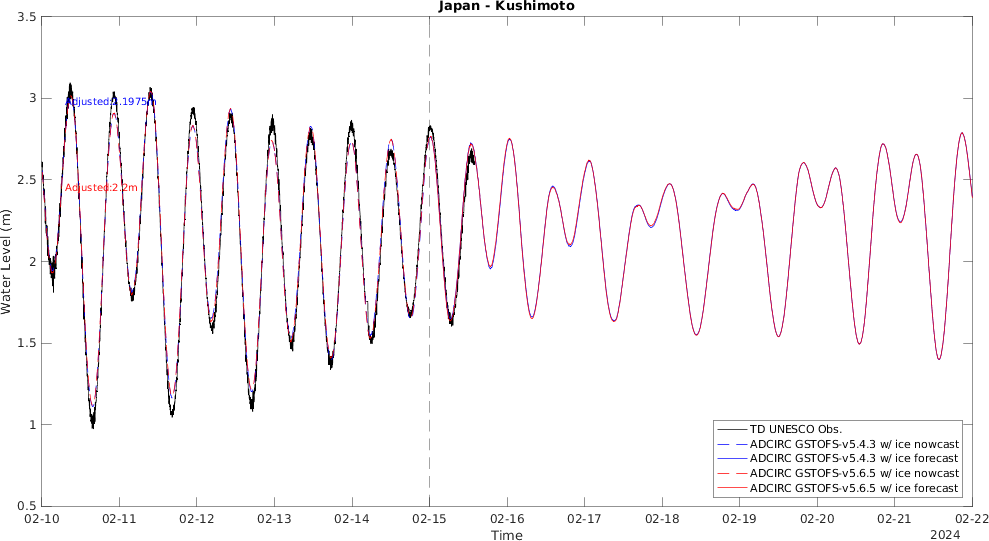 Japan - Kushimoto
3.5
3
2.5
2
1.5
1
0.5
Water Level (m)
Adjusted:2.1975m
Adjusted:2.2m
TD UNESCO Obs.
ADCIRC GSTOFS-v5.4.3 w/ ice nowcast
ADCIRC GSTOFS-v5.4.3 w/ ice forecast
ADCIRC GSTOFS-v5.6.5 w/ ice nowcast
ADCIRC GSTOFS-v5.6.5 w/ ice forecast
02-10 02-11 02-12 02-13 02-14 02-15 02-16 02-17 02-18 02-19 02-20 02-21 02-22
Time
2024